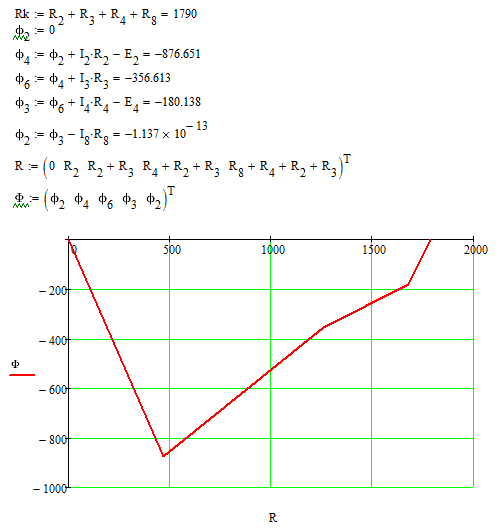 Rk := R₂ + R₃ + R₄ + R₈ = 1790
ϕ₂ := 0
ϕ₄ := ϕ₂ + I₂·R₂ − E₂ = −876.651
ϕ₆ := ϕ₄ + I₃·R₃ = −356.613
ϕ₃ := ϕ₆ + I₄·R₄ − E₄ = −180.138
ϕ₂ := ϕ₃ − I₈·R₈ = −1.137 × 10⁻¹³
R := (0 R₂ R₂ + R₃ R₄ + R₂ + R₃ R₈ + R₄ + R₂ + R₃)ᵀ
Φ := (ϕ₂ ϕ₄ ϕ₆ ϕ₃ ϕ₂)ᵀ
0 500 1000 1500 2000
− 200
− 400
Φ
− 600
− 800
− 1000
R